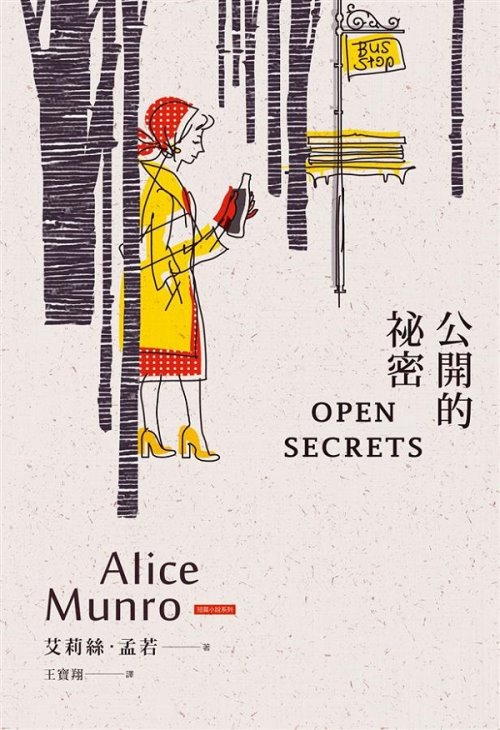 BUS
Stop
公開的
祕密
OPEN
SECRETS
Alice
Munro
短篇小說系列
艾莉絲·孟若——著
王寶翔——譯